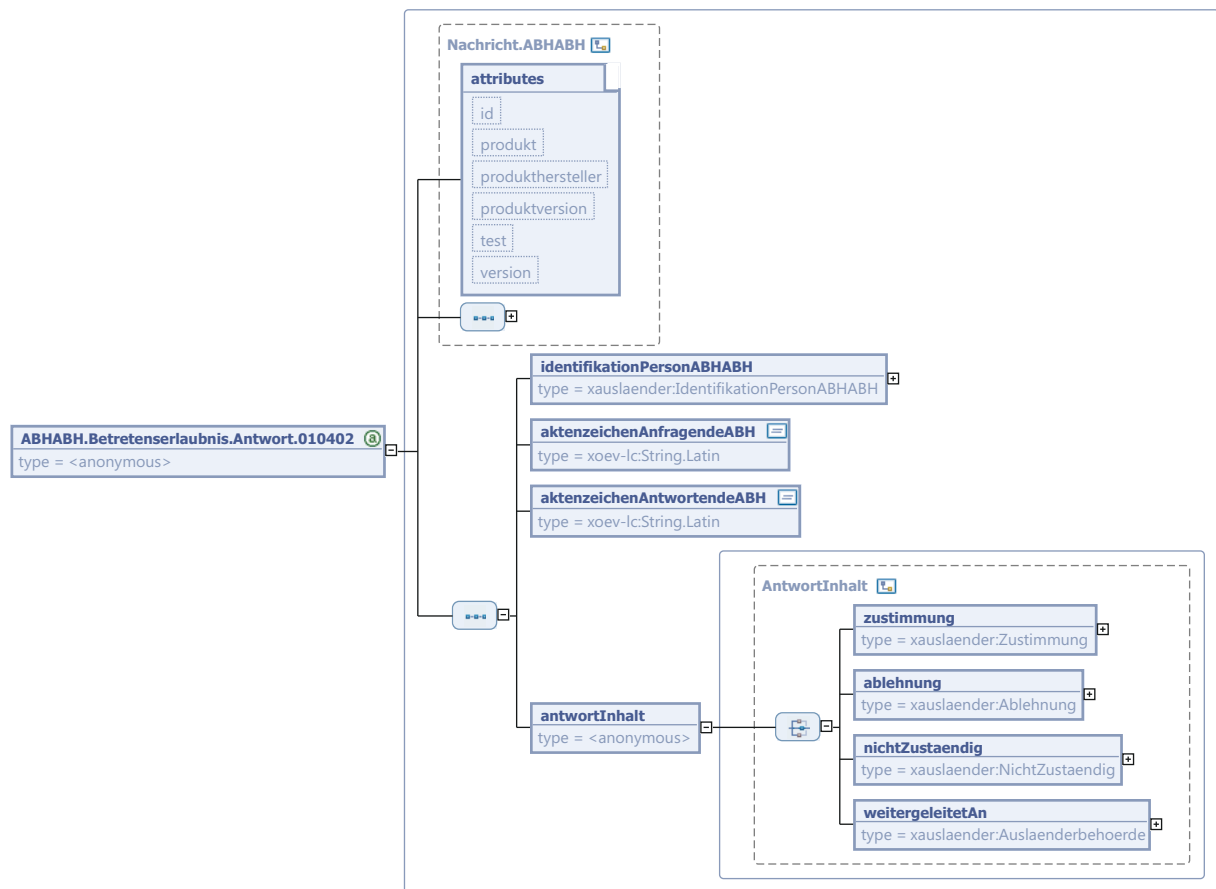 Nachricht.ABHABH
attributes
id
produkt
produkthersteller
produktversion
test
version
identifikationPersonABHABH
type = xauslaender:IdentifikationPersonABHABH
ABHABH.Betretenserlaubnis.Antwort.010402 a
type = <anonymous>
aktenzeichenAnfragendeABH
type = xoev-lc:String.Latin
aktenzeichenAntwortendeABH
type = xoev-lc:String.Latin
antwortInhalt
type = <anonymous>
AntwortInhalt
zustimmung
type = xauslaender:Zustimmung
ablehnung
type = xauslaender:Ablehnung
nichtZustaendig
type = xauslaender:NichtZustaendig
weitergeleitetAn
type = xauslaender:Auslaenderbehoerde